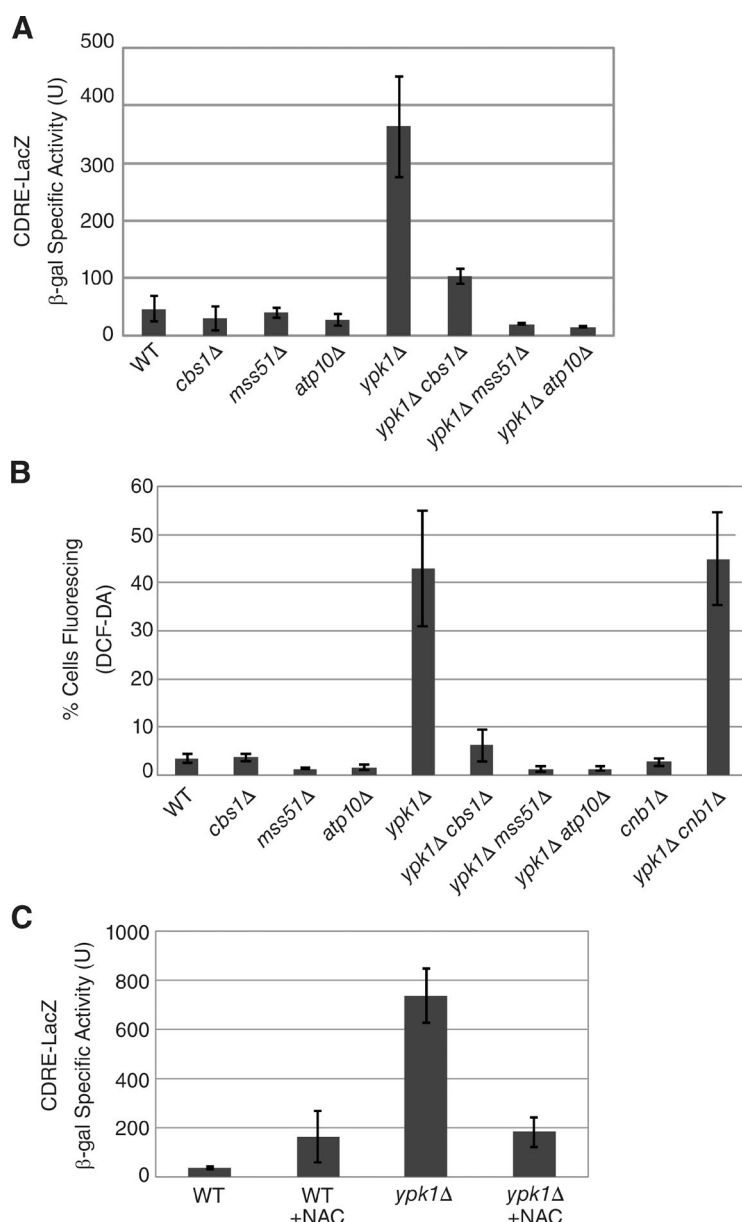 A
CDRE-LacZ
β-gal Specific Activity (U)
500
400
300
200
100
0
WT
cbs1Δ
mss51Δ
atp10Δ
ypk1Δ
ypk1Δ cbs1Δ
ypk1Δ mss51Δ
ypk1Δ atp10Δ
B
% Cells Fluorescing
(DCF-DA)
60
50
40
30
20
10
0
WT
cbs1Δ
mss51Δ
atp10Δ
ypk1Δ
ypk1Δ cbs1Δ
ypk1Δ mss51Δ
ypk1Δ atp10Δ
cnb1Δ
ypk1Δ cnb1Δ
C
CDRE-LacZ
β-gal Specific Activity (U)
1000
800
600
400
200
0
WT
WT
+NAC
ypk1Δ
ypk1Δ
+NAC